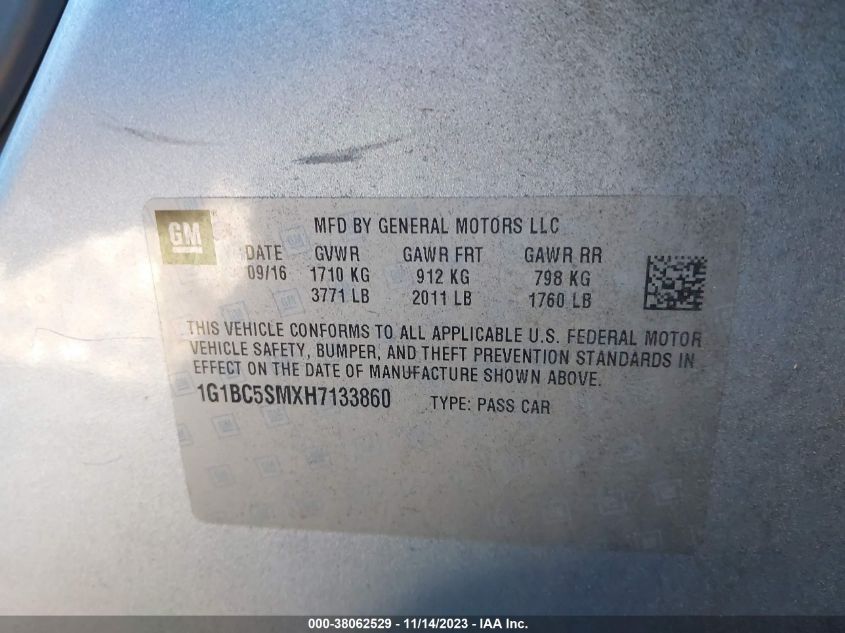 GM
MFD BY GENERAL MOTORS LLC
DATE GVWR GAWR FRT GAWR RR
09/16 1710 KG 912 KG 798 KG
3771 LB 2011 LB 1760 LB
THIS VEHICLE CONFORMS TO ALL APPLICABLE U.S. FEDERAL MOTOR
VEHICLE SAFETY, BUMPER, AND THEFT PREVENTION STANDARDS IN
EFFECT ON THE DATE OF MANUFACTURE SHOWN ABOVE.
1G1BC5SMXH7133860 TYPE: PASS CAR
000-38062529 - 11/14/2023 - IAA Inc.